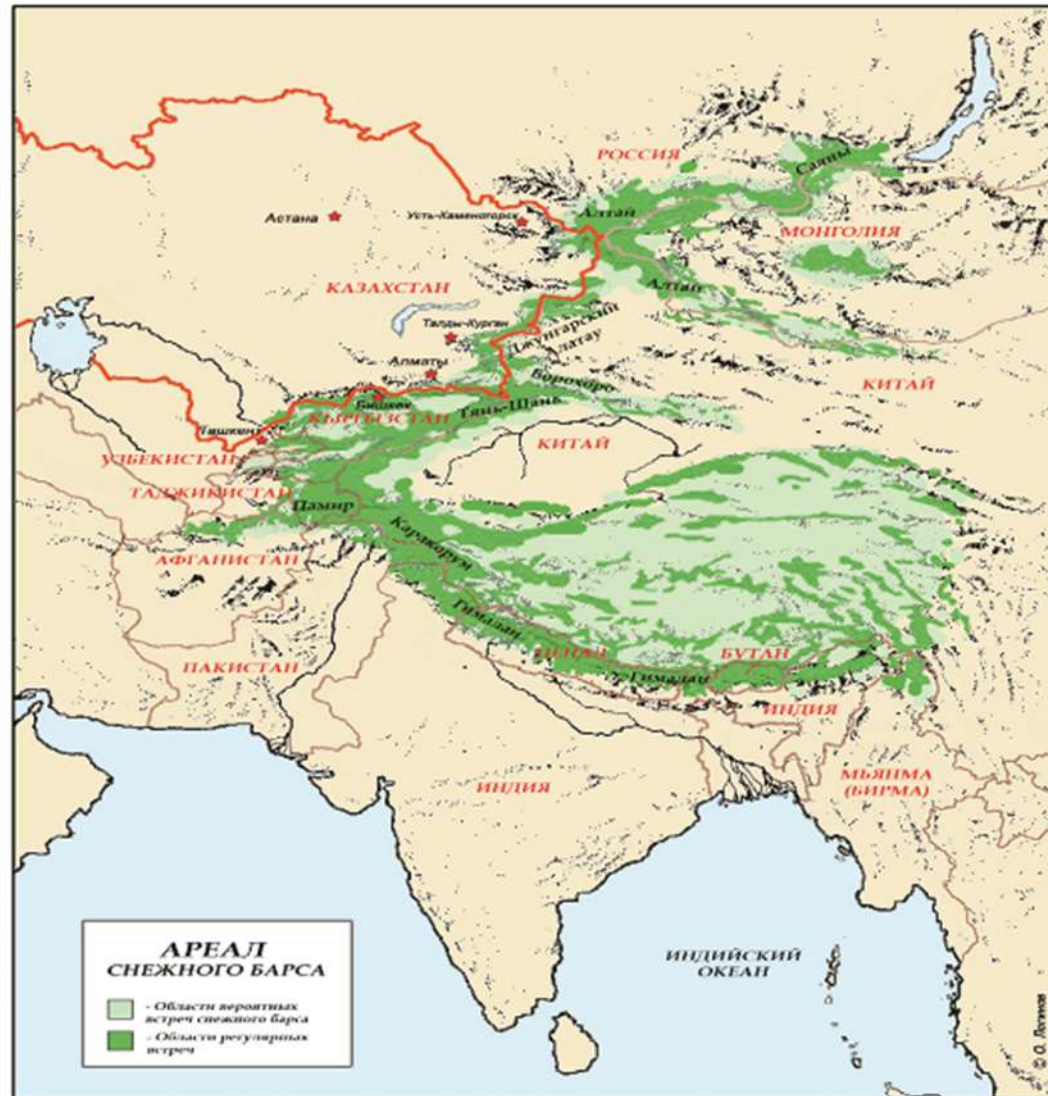 РОССИЯ
Саяны
Алтай
Астана
Усть-Каменогорск
МОНГОЛИЯ
КАЗАХСТАН
Алтай
Талды-Курган
Джунгарский
Алатау
Алматы
Борохоро
КИТАЙ
Бишкек
Тянь-Шань
КЫРГЫЗСТАН
Ташкент
КИТАЙ
УЗБЕКИСТАН
ТАДЖИКИСТАН
Памир
Каракорум
АФГАНИСТАН
Гималаи
ПАКИСТАН
НЕПАЛ
БУТАН
Гималаи
ИНДИЯ
ИНДИЯ
МЬЯНМА
(БИРМА)
ИНДИЙСКИЙ
ОКЕАН
АРЕАЛ
СНЕЖНОГО БАРСА
- Области вероятных
встреч снежного барса
- Области регулярных
встреч
© О. Логинов